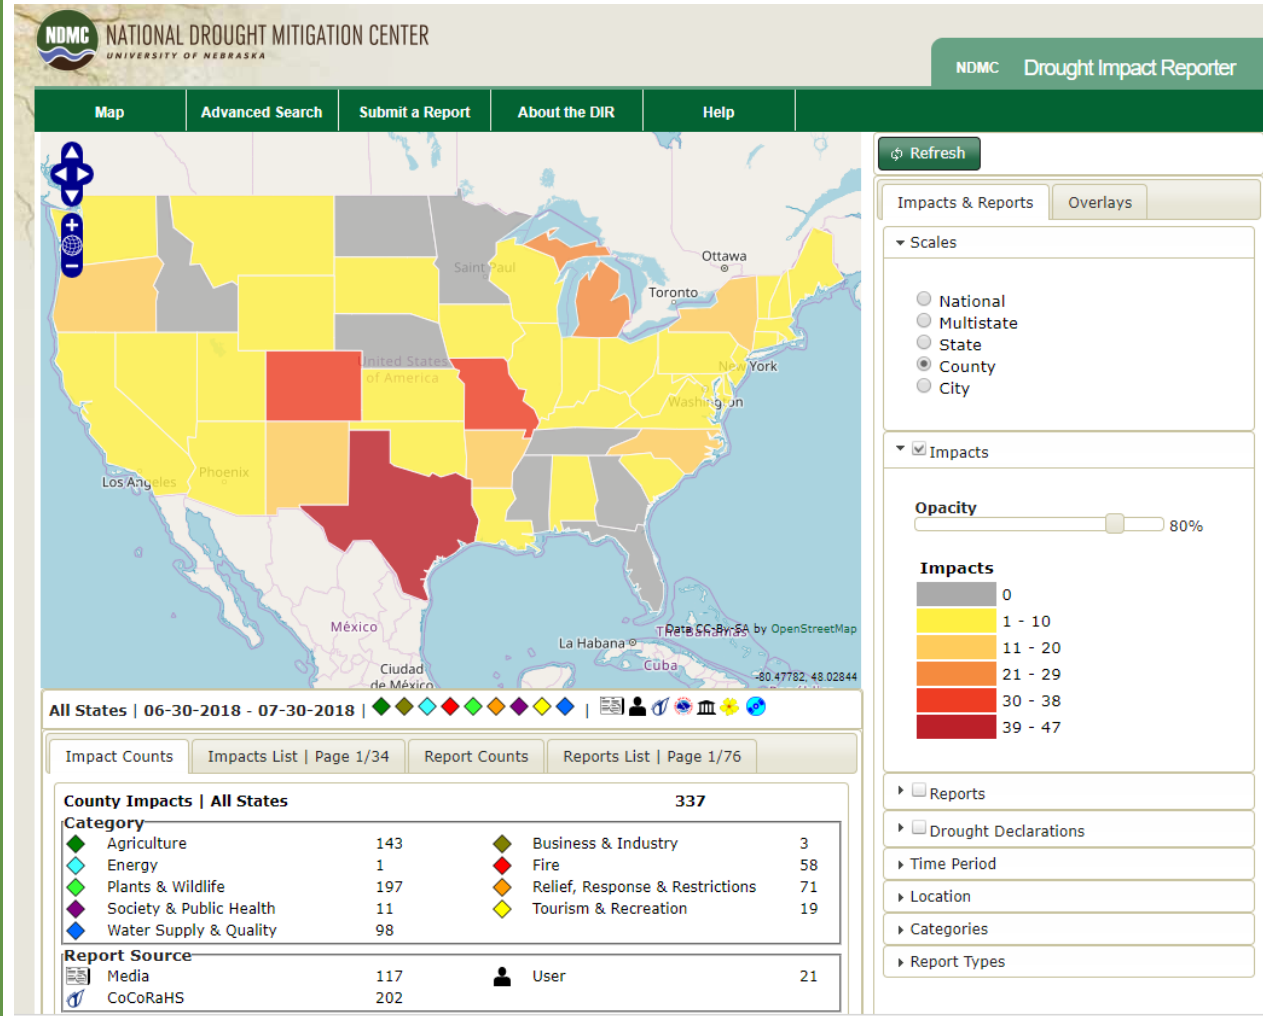 NDMC NATIONAL DROUGHT MITIGATION CENTER
UNIVERSITY OF NEBRASKA
NDMC Drought Impact Reporter
Map Advanced Search Submit a Report About the DIR Help
Refresh
Impacts & Reports Overlays
Scales
National
Multistate
State
County
City
Impacts
Opacity
80%
Impacts
0
1 - 10
11 - 20
21 - 29
30 - 38
39 - 47
Reports
Drought Declarations
Time Period
Location
Categories
Report Types
Ottawa
Saint Paul
Toronto
United States
of America
New York
Washington
Phoenix
Los Angeles
México
La Habana
The Bahamas
Data CC-By-SA by OpenStreetMap
Cuba
Ciudad
de México
-80.47782, 48.02844
All States | 06-30-2018 - 07-30-2018 | |
Impact Counts Impacts List | Page 1/34 Report Counts Reports List | Page 1/76
County Impacts | All States 337
Category
Agriculture 143 Business & Industry 3
Energy 1 Fire 58
Plants & Wildlife 197 Relief, Response & Restrictions 71
Society & Public Health 11 Tourism & Recreation 19
Water Supply & Quality 98
Report Source
Media 117 User 21
CoCoRaHS 202